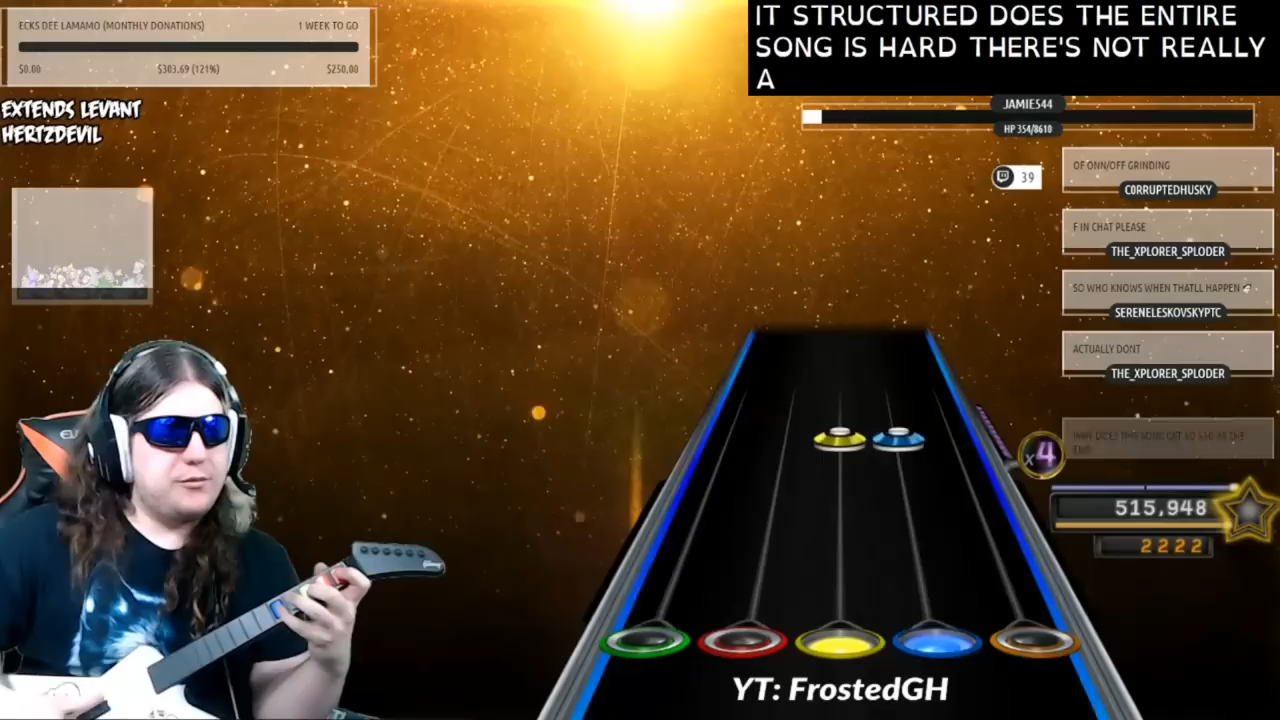 ECKS DEE LAMAMO (MONTHLY DONATIONS) 1 WEEK TO GO
$0.00 $303.69 (121%) $250.00
EXTENDS LEVANT
HERTZDEVIL
IT STRUCTURED DOES THE ENTIRE
SONG IS HARD THERE'S NOT REALLY
A
JAMIE544
HP 354/8610
39
OF ONN/OFF GRINDING
C0RRUPTEDHUSKY
F IN CHAT PLEASE
THE_XPLORER_SPLODER
SO WHO KNOWS WHEN THATLL HAPPEN
SERENELESKOVSKYPTC
ACTUALLY DONT
THE_XPLORER_SPLODER
x4
515,948
2222
YT: FrostedGH